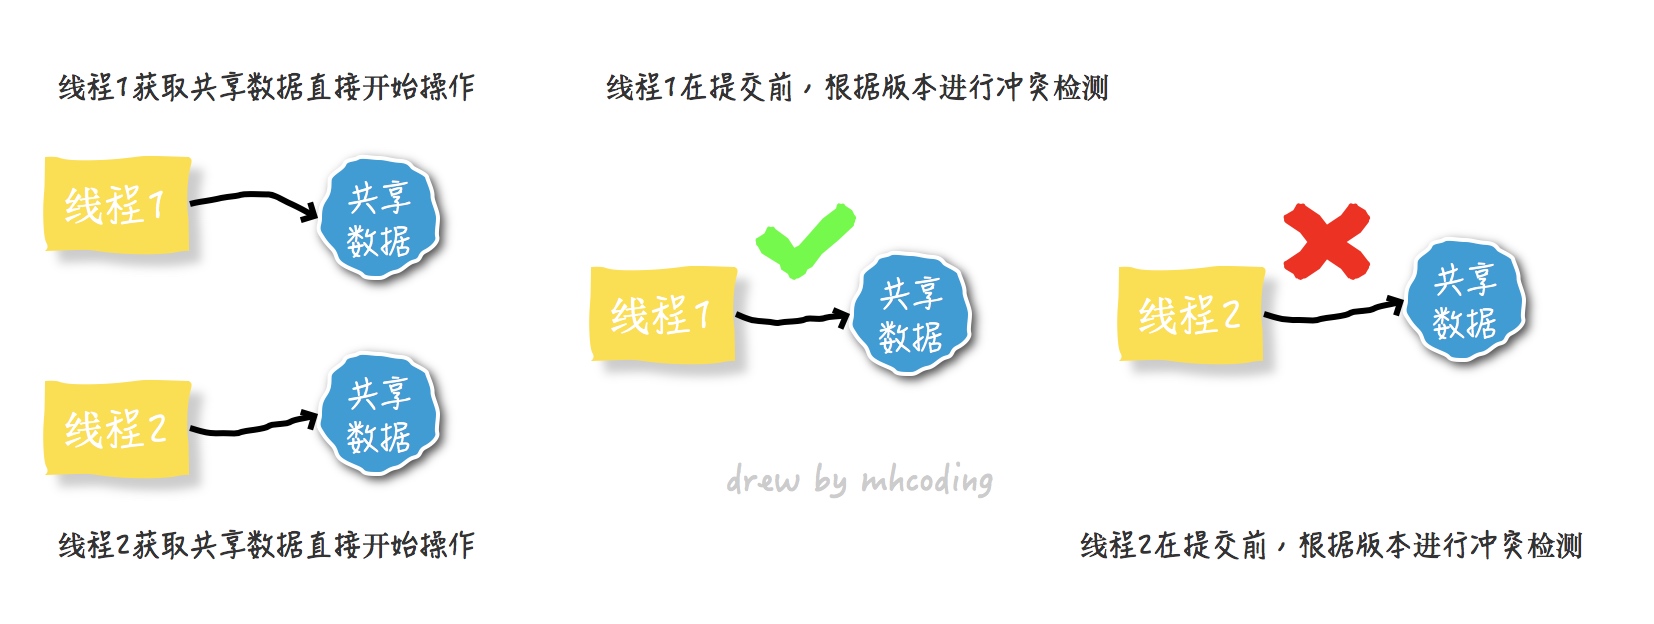 线程1获取共享数据直接开始操作
线程1
共享
数据
线程2
共享
数据
线程2获取共享数据直接开始操作
线程1在提交前，根据版本进行冲突检测
线程1
共享
数据
drew by mhcoding
线程2
共享
数据
线程2在提交前，根据版本进行冲突检测